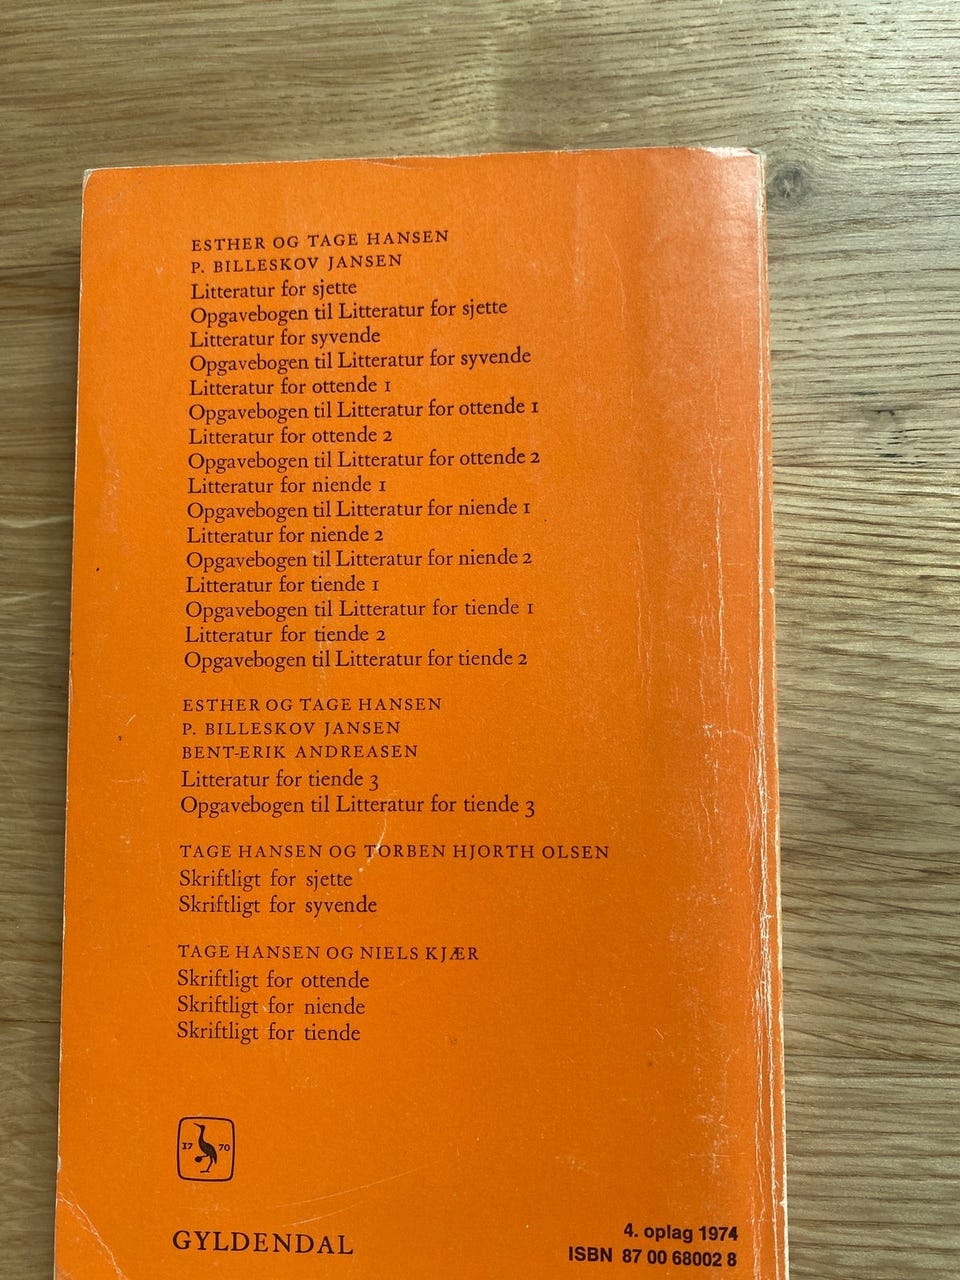 ESTHER OG TAGE HANSEN
P. BILLESKOV JANSEN
Litteratur for sjette
Opgavebogen til Litteratur for sjette
Litteratur for syvende
Opgavebogen til Litteratur for syvende
Litteratur for ottende 1
Opgavebogen til Litteratur for ottende 1
Litteratur for ottende 2
Opgavebogen til Litteratur for ottende 2
Litteratur for niende 1
Opgavebogen til Litteratur for niende 1
Litteratur for niende 2
Opgavebogen til Litteratur for niende 2
Litteratur for tiende 1
Opgavebogen til Litteratur for tiende 1
Litteratur for tiende 2
Opgavebogen til Litteratur for tiende 2
ESTHER OG TAGE HANSEN
P. BILLESKOV JANSEN
BENT-ERIK ANDREASEN
Litteratur for tiende 3
Opgavebogen til Litteratur for tiende 3
TAGE HANSEN OG TORBEN HJORTH OLSEN
Skriftligt for sjette
Skriftligt for syvende
TAGE HANSEN OG NIELS KJÆR
Skriftligt for ottende
Skriftligt for niende
Skriftligt for tiende
17 70
GYLDENDAL
4. oplag 1974
ISBN 87 00 68002 8